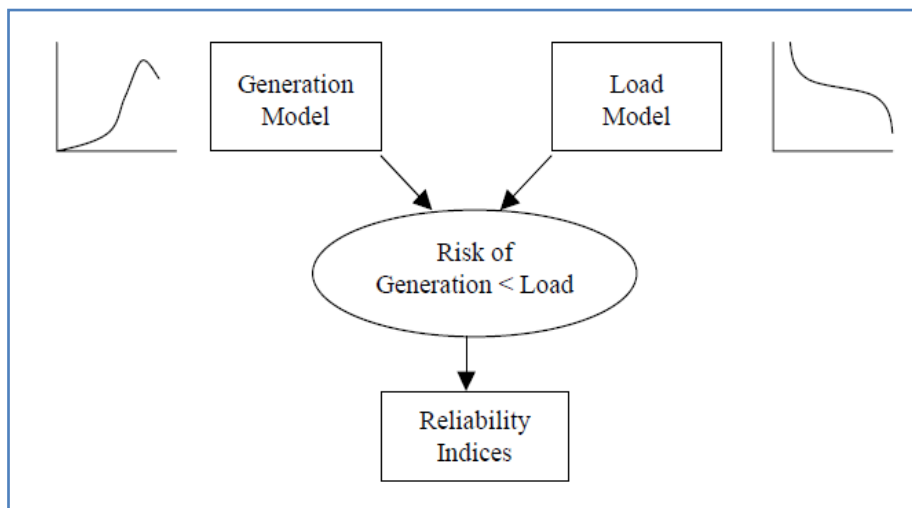 Generation
Model
Load
Model
Risk of
Generation < Load
Reliability
Indices